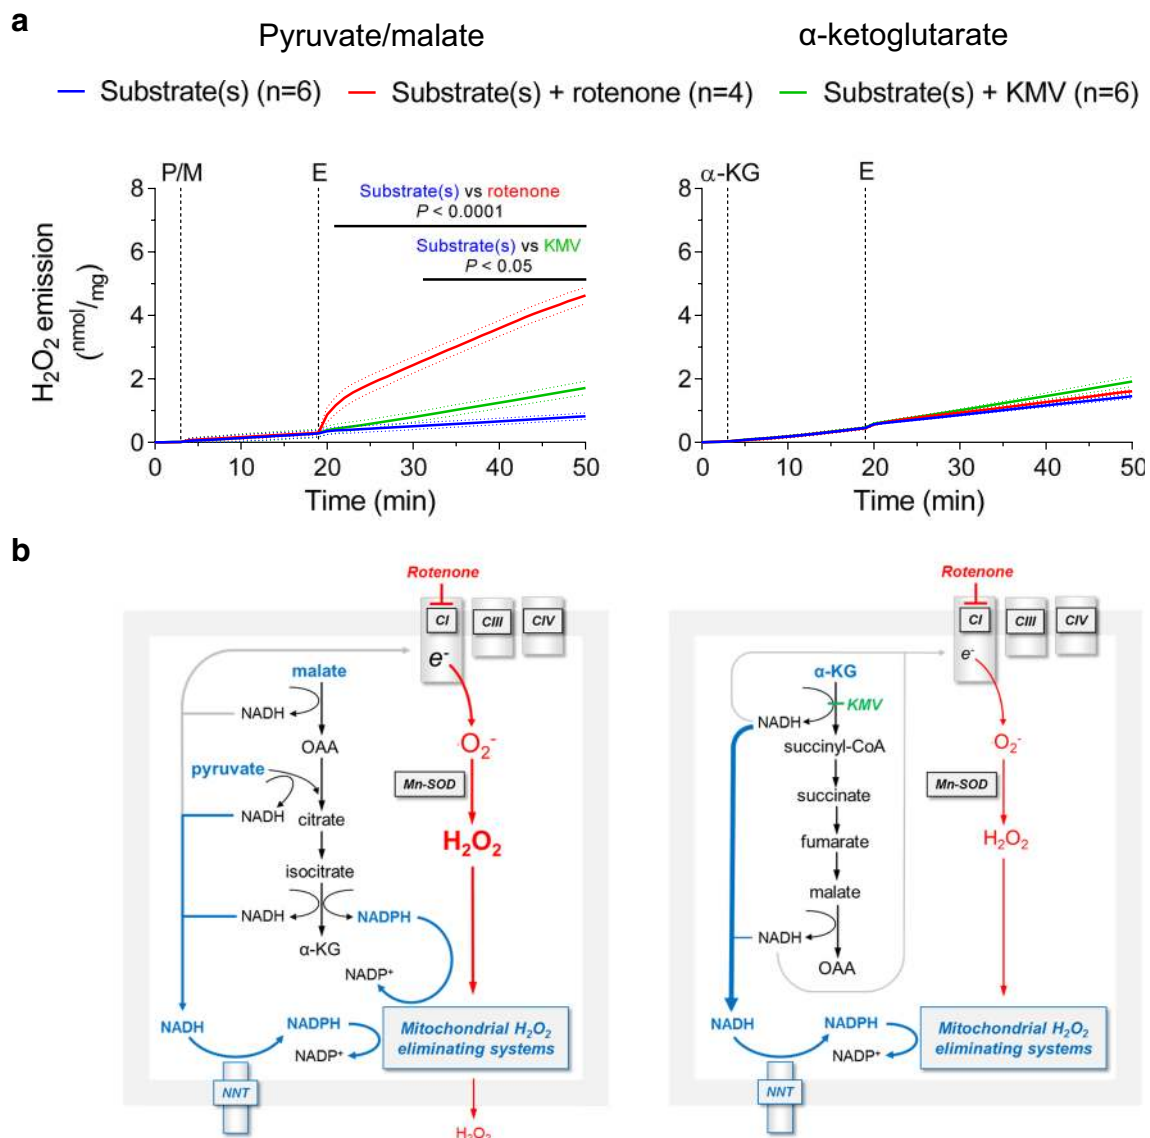 a
Pyruvate/malate
α-ketoglutarate
Substrate(s) (n=6)
Substrate(s) + rotenone (n=4)
Substrate(s) + KMV (n=6)
P/M
E
Substrate(s) vs rotenone
P < 0.0001
Substrate(s) vs KMV
P < 0.05
H₂O₂ emission
(nmol/mg)
8
6
4
2
0
0 10 20 30 40 50
Time (min)
α-KG
E
8
6
4
2
0
0 10 20 30 40 50
Time (min)
b
Rotenone
CI
CIII
CIV
e⁻
malate
NADH
OAA
pyruvate
NADH
citrate
isocitrate
NADH
NADPH
α-KG
NADP⁺
·O₂⁻
Mn-SOD
H₂O₂
NADH
NADPH
NADP⁺
NNT
Mitochondrial H₂O₂
eliminating systems
H₂O₂
Rotenone
CI
CIII
CIV
e⁻
α-KG
KMV
NADH
succinyl-CoA
succinate
fumarate
malate
NADH
OAA
·O₂⁻
Mn-SOD
H₂O₂
NADH
NADPH
NADP⁺
NNT
Mitochondrial H₂O₂
eliminating systems